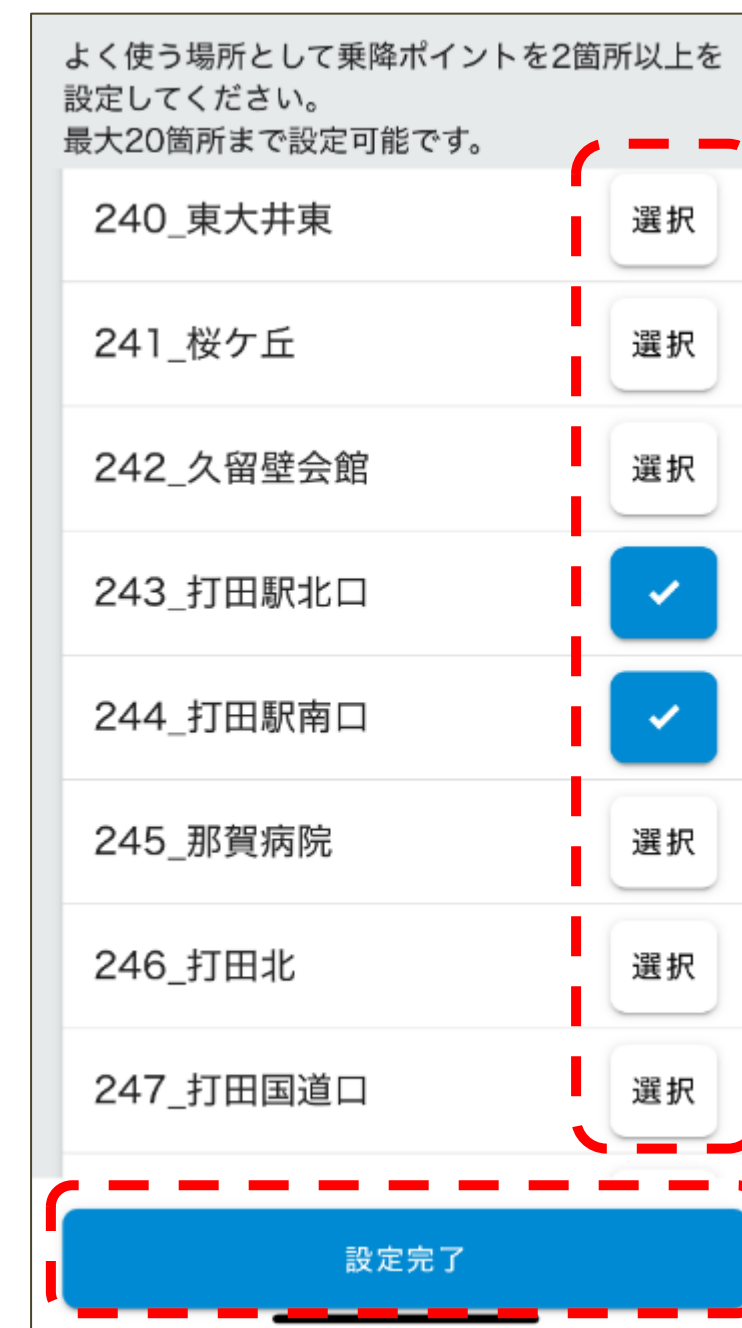 よく使う場所として乗降ポイントを2箇所以上を
設定してください。
最大20箇所まで設定可能です。
240_東大井東 選択
241_桜ケ丘 選択
242_久留壁会館 選択
243_打田駅北口
244_打田駅南口
245_那賀病院 選択
246_打田北 選択
247_打田国道口 選択
設定完了